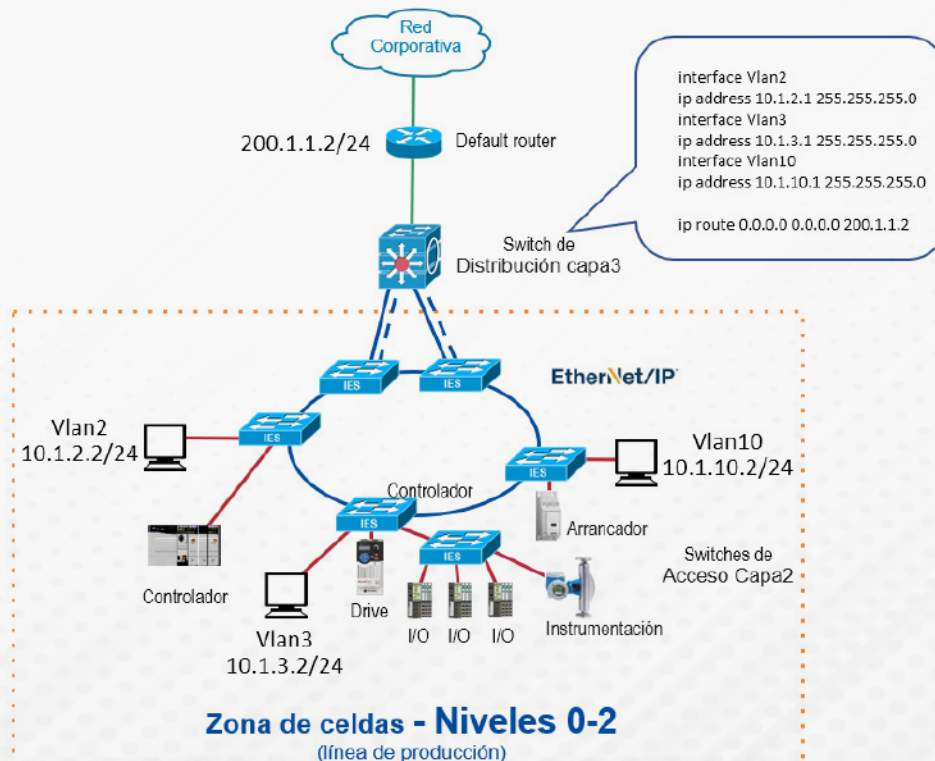 Red
Corporativa
200.1.1.2/24
Default router
interface Vlan2
ip address 10.1.2.1 255.255.255.0
interface Vlan3
ip address 10.1.3.1 255.255.255.0
interface Vlan10
ip address 10.1.10.1 255.255.255.0
ip route 0.0.0.0 0.0.0.0 200.1.1.2
Switch de
Distribución capa3
IES
IES
EtherNet/IP
Vlan2
10.1.2.2/24
IES
Vlan10
10.1.10.2/24
IES
Controlador
IES
Arrancador
IES
Switches de
Acceso Capa2
Controlador
Drive
I/O
I/O
I/O
Instrumentación
Vlan3
10.1.3.2/24
Zona de celdas - Niveles 0-2
(línea de producción)